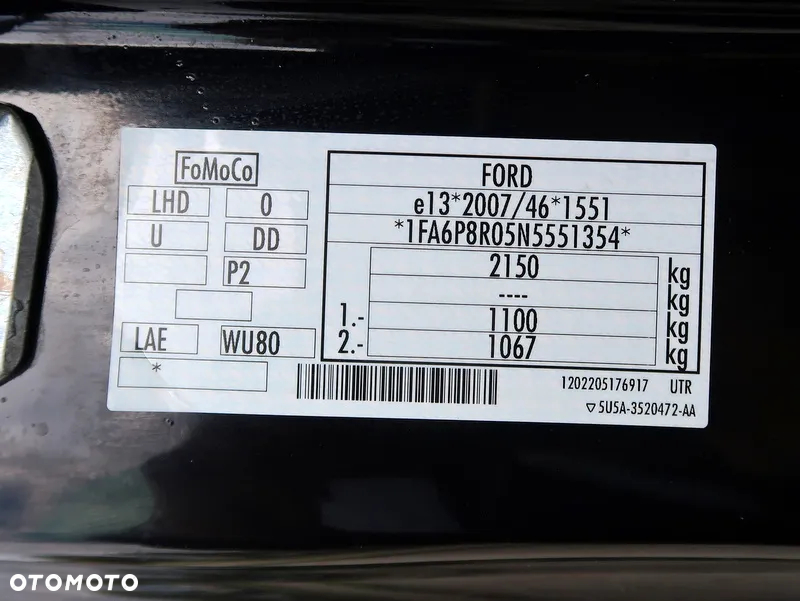 FoMoCo
LHD 0
U DD
P2
LAE WU80
*
FORD
e13*2007/46*1551
*1FA6P8R05N5551354*
2150 kg
---- kg
1.- 1100 kg
2.- 1067 kg
1202205176917 UTR
▽5U5A-3520472-AA
OTOMOTO